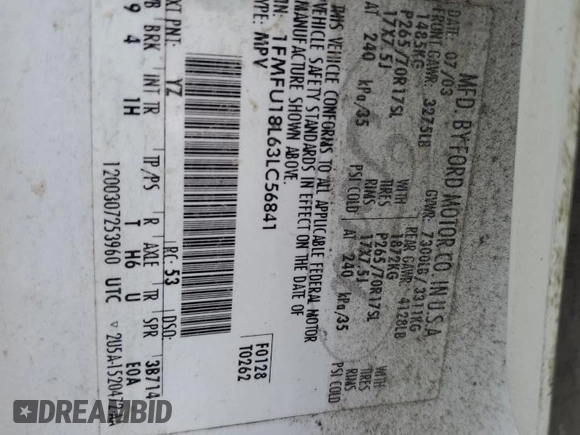 MFD. BY FORD MOTOR CO. IN U.S.A.
DATE: 07/03 GVWR: 7300LB/3311KG
FRONT GAWR: 3275LB REAR GAWR: 4128LB
1485KG WITH 1872KG WITH
P265/70R17SL TIRES P265/70R17SL TIRES
17X7.5J RIMS 17X7.5J RIMS
AT 240 kPa/35 PSI COLD AT 240 kPa/35 PSI COLD
THIS VEHICLE CONFORMS TO ALL APPLICABLE FEDERAL MOTOR
VEHICLE SAFETY STANDARDS IN EFFECT ON THE DATE OF
MANUFACTURE SHOWN ABOVE.
VIN: 1FMFU18L63LC56841
TYPE: MPV
F0128
T0262
EXT PNT: YZ RC: 53 DSO:
WB BRK INT TR TP/PS R AXLE TR SPR 3B714
9 4 1H T H6 U E0A
1200307253960 UTC
DREAMBID